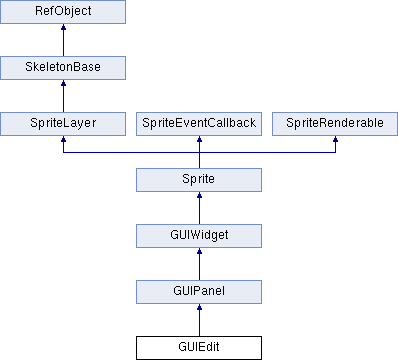 RefObject
SkeletonBase
SpriteLayer SpriteEventCallback SpriteRenderable
Sprite
GUIWidget
GUIPanel
GUIEdit